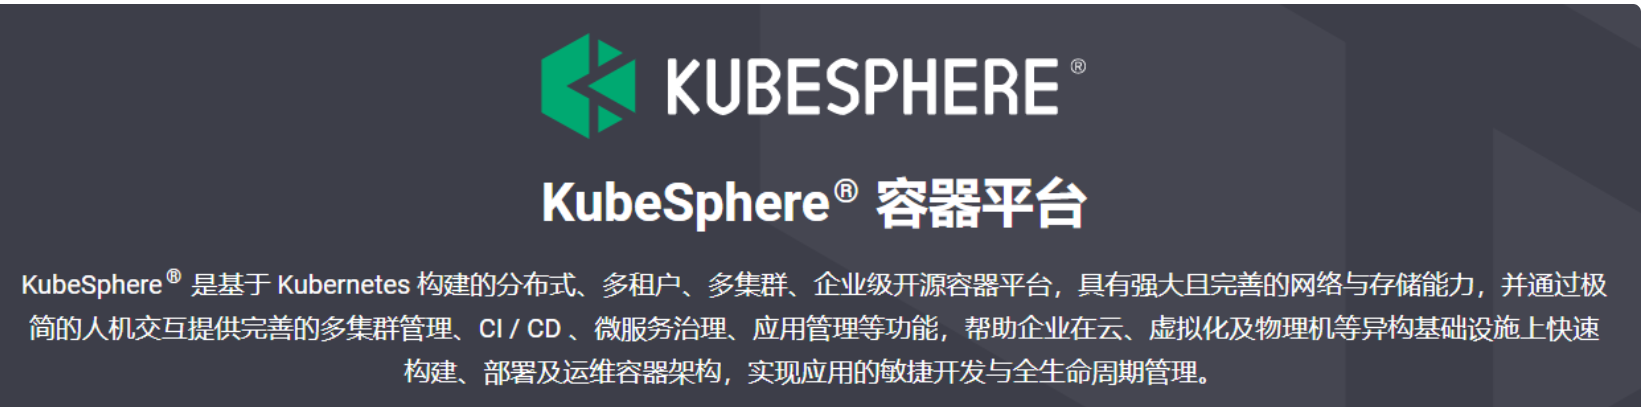 KUBESPHERE®
KubeSphere® 容器平台
KubeSphere® 是基于 Kubernetes 构建的分布式、多租户、多集群、企业级开源容器平台，具有强大且完善的网络与存储能力，并通过极
简的人机交互提供完善的多集群管理、CI / CD 、微服务治理、应用管理等功能，帮助企业在云、虚拟化及物理机等异构基础设施上快速
构建、部署及运维容器架构，实现应用的敏捷开发与全生命周期管理。